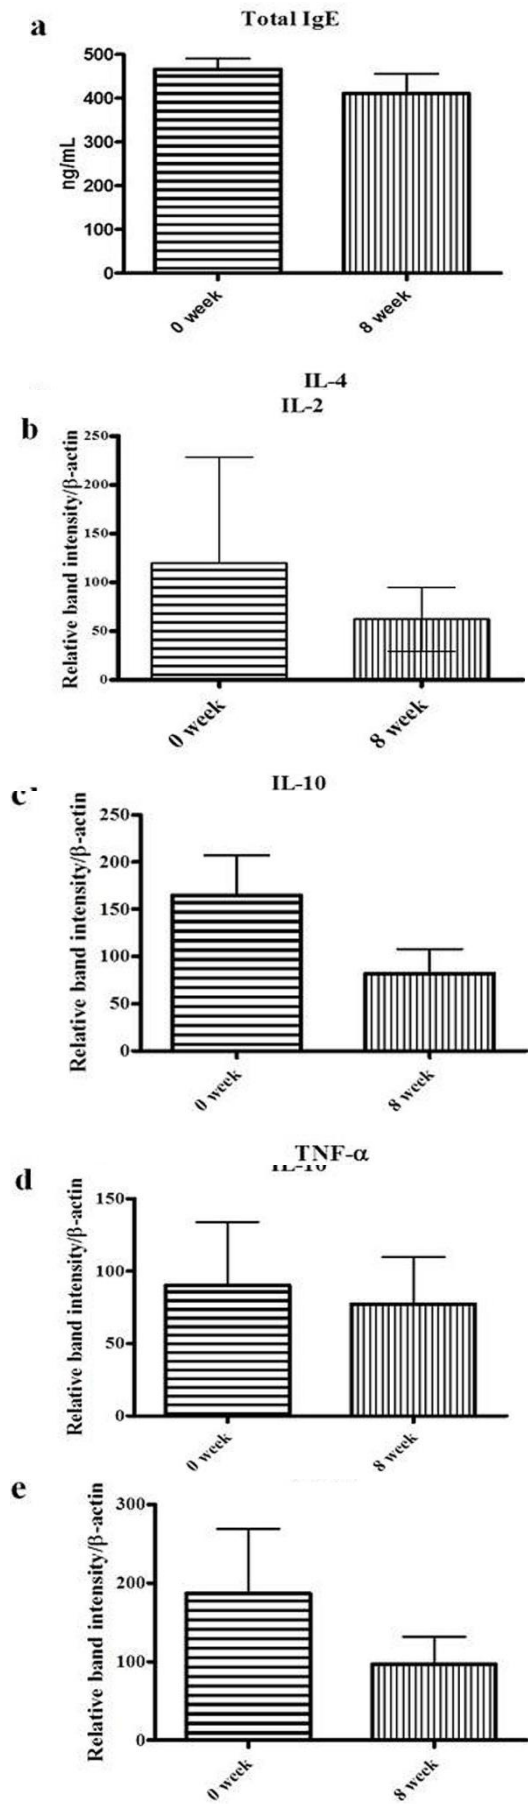 a
Total IgE
ng/mL
500
400
300
200
100
0
0 week
8 week
IL-4
IL-2
b
Relative band intensity/β-actin
250
200
150
100
50
0
0 week
8 week
c
IL-10
Relative band intensity/β-actin
250
200
150
100
50
0
0 week
8 week
TNF-α
IL-10
d
Relative band intensity/β-actin
150
100
50
0
0 week
8 week
e
Relative band intensity/β-actin
300
200
100
0
0 week
8 week